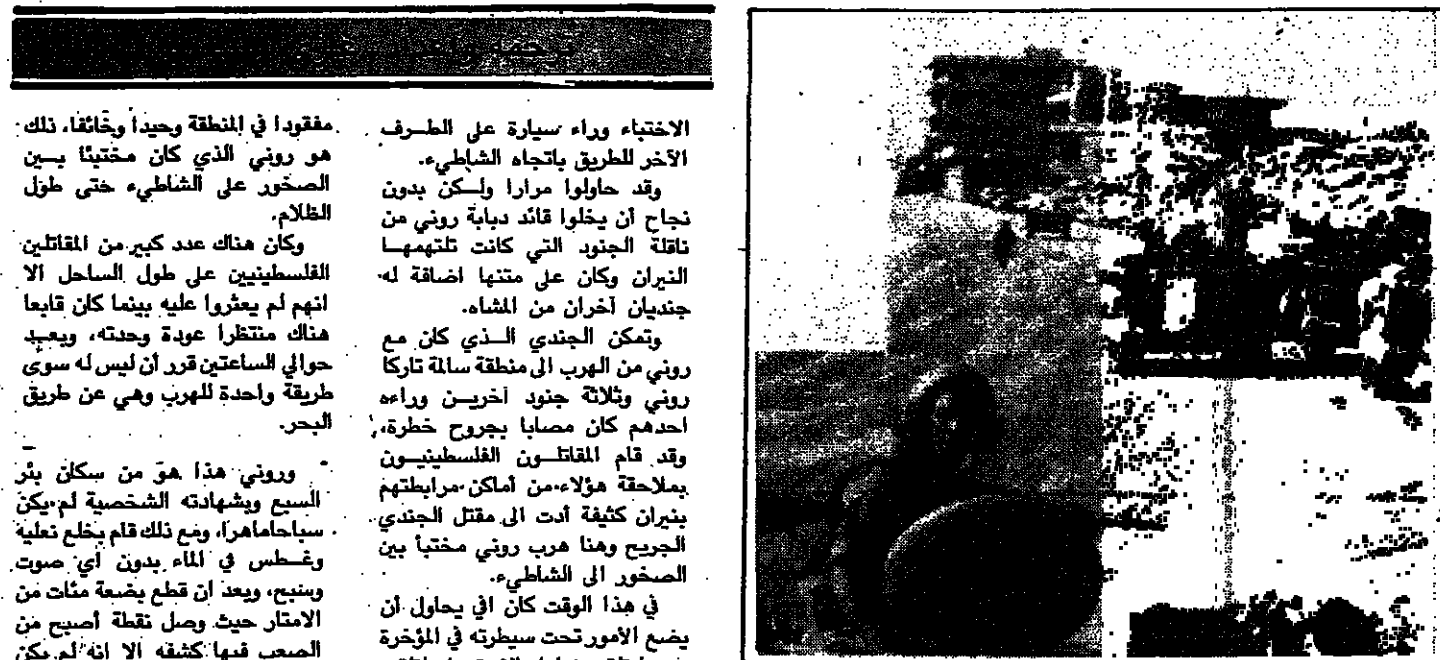 الاختباء وراء سيارة على الطرف
الآخر للطريق باتجاه الشاطيء.
وقد حاولوا مرارا ولكن بدون
نجاح أن يخلوا قائد دبابة روني من
ناقلة الجنود التي كانت تلتهمها
النيران وكان على متنها اضافة له
جنديان آخران من المشاه.
وتمكن الجندي الذي كان مع
روني من الهرب الى منطقة سالمة تاركا
روني وثلاثة جنود آخرين وراءه
احدهم كان مصابا بجروح خطرة،
وقد قام المقاتلون الفلسطينيون
بملاحقة هؤلاء من أماكن مرابطتهم
بنيران كثيفة أدت الى مقتل الجندي
الجريح وهنا هرب روني مختبأ بين
الصخور الى الشاطيء.
في هذا الوقت كان افي يحاول أن
يضع الأمور تحت سيطرته في المؤخرة
مفقودا في المنطقة وحيداً وخائفا، ذلك
هو روني الذي كان مختبئا بين
الصخور على الشاطيء حتى طول
الظلام.
وكان هناك عدد كبير من المقاتلين
الفلسطينيين على طول الساحل الا
انهم لم يعثروا عليه بينما كان قابعا
هناك منتظرا عودة وحدته، وبعد
حوالي الساعتين قرر أن ليس له سوى
طريقة واحدة للهرب وهي عن طريق
البحر.
وروني هذا هو من سكان بئر
السبع وبشهادته الشخصية لم يكن
سباحاماهرا، ومع ذلك قام بخلع نعليه
وغطس في الماء بدون اي صوت
وسبح، وبعد ان قطع بضعة مئات من
الامتار حيث وصل نقطة أصبح من
الصعب فيها كشفه الا انه لم يكن